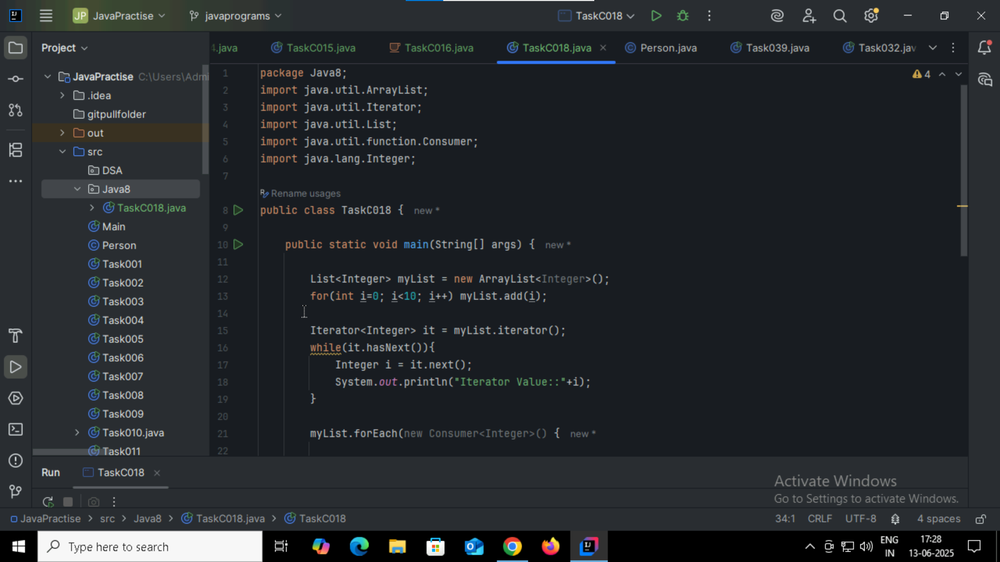 JP JavaPractise
javaprograms
TaskC018
4.java
TaskC015.java
TaskC016.java
TaskC018.java
Person.java
Task039.java
Task032.jav
Project
JavaPractise C:\Users\Admi
.idea
gitpullfolder
out
src
DSA
Java8
TaskC018.java
Main
Person
Task001
Task002
Task003
Task004
Task005
Task006
Task007
Task008
Task009
Task010.java
Task011
4
1 package Java8;
2 import java.util.ArrayList;
3 import java.util.Iterator;
4 import java.util.List;
5 import java.util.function.Consumer;
6 import java.lang.Integer;
7
Rename usages
8 public class TaskC018 { new *
9
10 public static void main(String[] args) { new *
11
12 List<Integer> myList = new ArrayList<Integer>();
13 for(int i=0; i<10; i++) myList.add(i);
14
15 Iterator<Integer> it = myList.iterator();
16 while(it.hasNext()){
17 Integer i = it.next();
18 System.out.println("Iterator Value::"+i);
19 }
20
21 myList.forEach(new Consumer<Integer>() { new *
22
Run TaskC018
Activate Windows
Go to Settings to activate Windows.
JavaPractise > src > Java8 > TaskC018.java > TaskC018
34:1 CRLF UTF-8 4 spaces
Type here to search
ENG
IN
17:28
13-06-2025